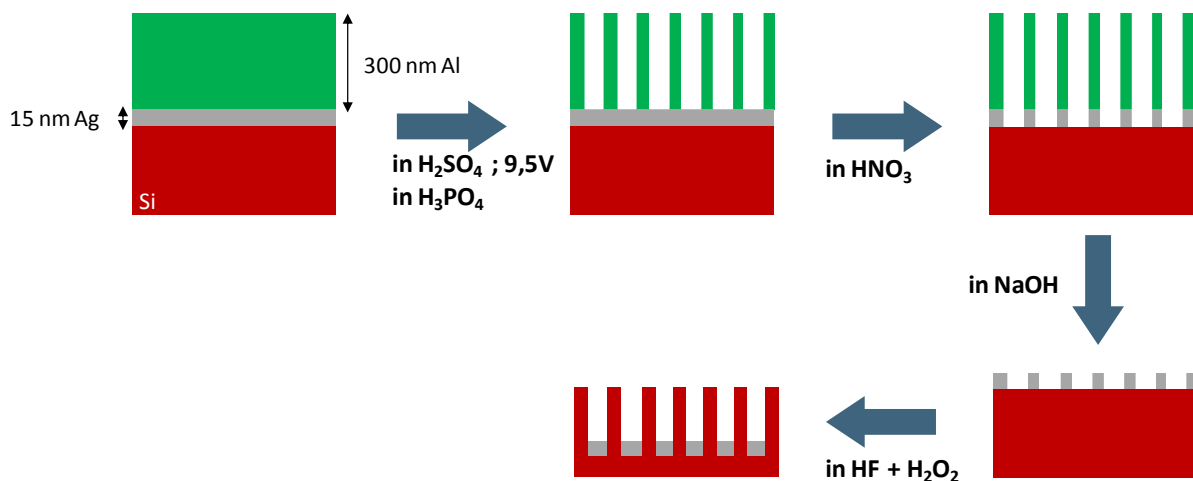 300 nm Al
15 nm Ag
Si
in H₂SO₄ ; 9,5V
in H₃PO₄
in HNO₃
in NaOH
in HF + H₂O₂